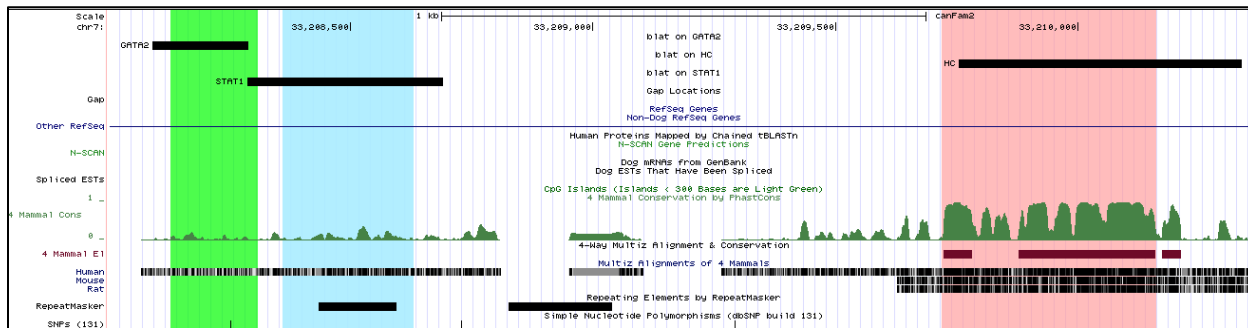 Scale 1 kb canFam2
chr7: 33,208,500 33,209,000 33,209,500 33,210,000
blat on GATA2
GATA2
blat on HC
HC
blat on STAT1
STAT1
Gap Locations
Gap
RefSeq Genes
Non-Dog RefSeq Genes
Other RefSeq
Human Proteins Mapped by Chained tBLASTn
N-SCAN Gene Predictions
N-SCAN
Dog mRNAs from GenBank
Dog ESTs That Have Been Spliced
Spliced ESTs
CpG Islands (Islands < 300 Bases are Light Green)
4 Mammal Conservation by PhastCons
1 _
4 Mammal Cons
0 _
4-Way Multiz Alignment & Conservation
4 Mammal El
Multiz Alignments of 4 Mammals
Human
Mouse
Rat
Repeating Elements by RepeatMasker
RepeatMasker
Simple Nucleotide Polymorphisms (dbSNP build 131)
SNPs (131)